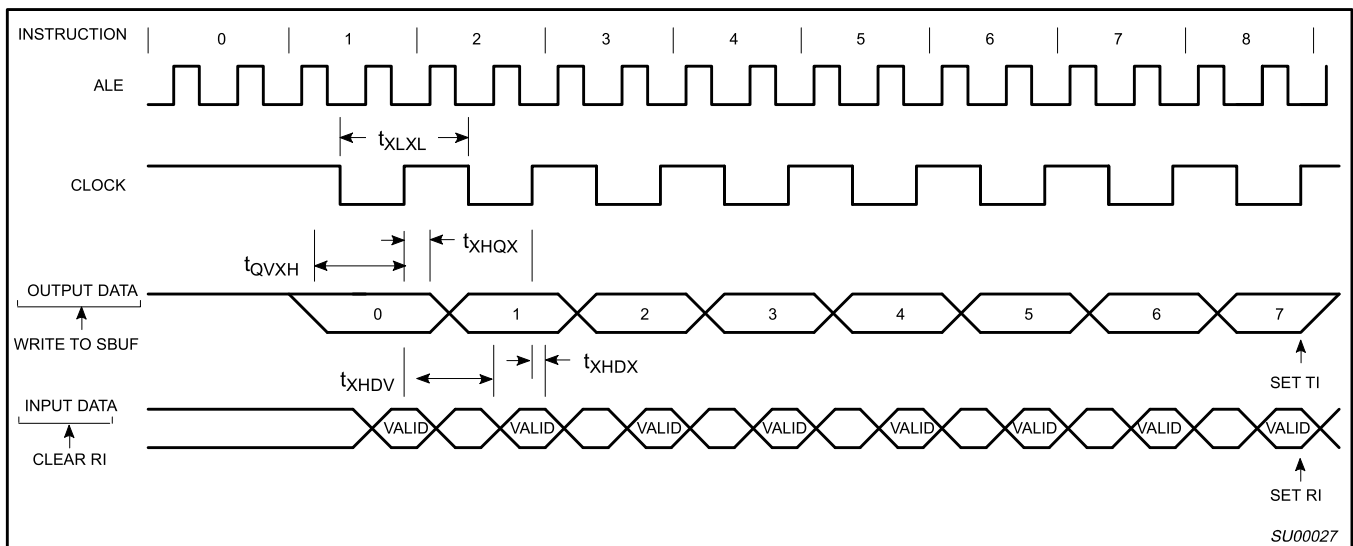 INSTRUCTION 0 1 2 3 4 5 6 7 8
ALE
tXLXL
CLOCK
tXHQX
tQVXH
OUTPUT DATA
0 1 2 3 4 5 6 7
WRITE TO SBUF
tXHDX
tXHDV
SET TI
INPUT DATA
VALID VALID VALID VALID VALID VALID VALID VALID
CLEAR RI
SET RI
SU00027